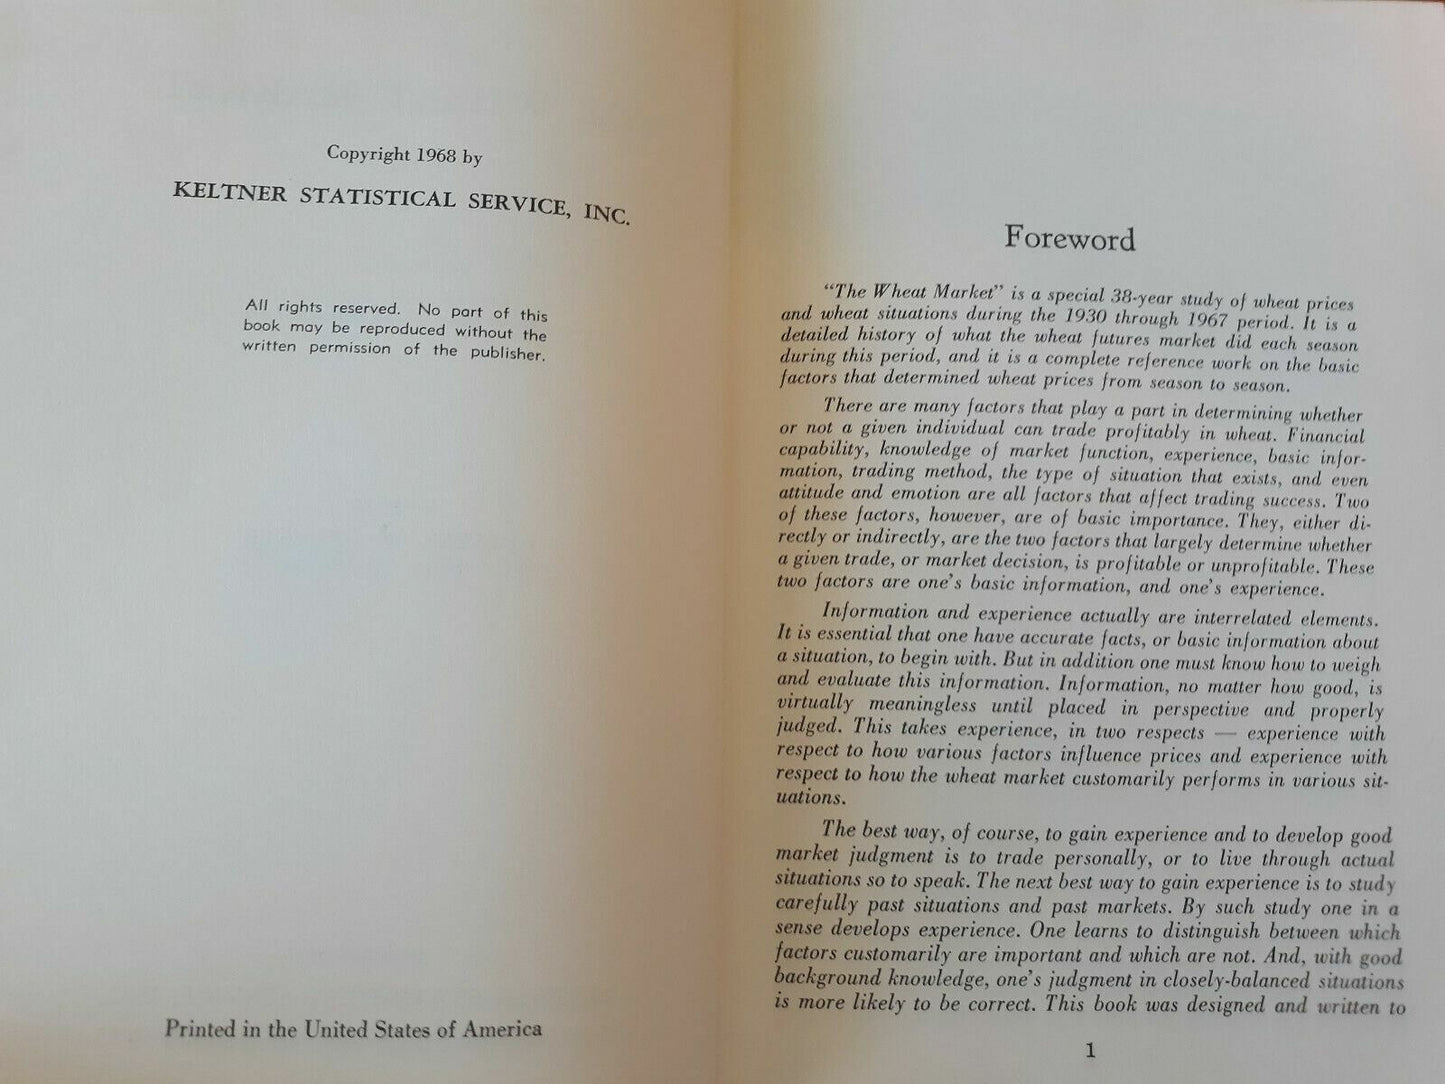 Copyright 1968 by
KELTNER STATISTICAL SERVICE, INC.
All rights reserved. No part of this
book may be reproduced without the
written permission of the publisher.
Printed in the United States of America
Foreword
“The Wheat Market” is a special 38-year study of wheat prices
and wheat situations during the 1930 through 1967 period. It is a
detailed history of what the wheat futures market did each season
during this period, and it is a complete reference work on the basic
factors that determined wheat prices from season to season.
There are many factors that play a part in determining whether
or not a given individual can trade profitably in wheat. Financial
capability, knowledge of market function, experience, basic infor-
mation, trading method, the type of situation that exists, and even
attitude and emotion are all factors that affect trading success. Two
of these factors, however, are of basic importance. They, either di-
rectly or indirectly, are the two factors that largely determine whether
a given trade, or market decision, is profitable or unprofitable. These
two factors are one’s basic information, and one’s experience.
Information and experience actually are interrelated elements.
It is essential that one have accurate facts, or basic information about
a situation, to begin with. But in addition one must know how to weigh
and evaluate this information. Information, no matter how good, is
virtually meaningless until placed in perspective and properly
judged. This takes experience, in two respects — experience with
respect to how various factors influence prices and experience with
respect to how the wheat market customarily performs in various sit-
uations.
The best way, of course, to gain experience and to develop good
market judgment is to trade personally, or to live through actual
situations so to speak. The next best way to gain experience is to study
carefully past situations and past markets. By such study one in a
sense develops experience. One learns to distinguish between which
factors customarily are important and which are not. And, with good
background knowledge, one’s judgment in closely-balanced situations
is more likely to be correct. This book was designed and written to
1